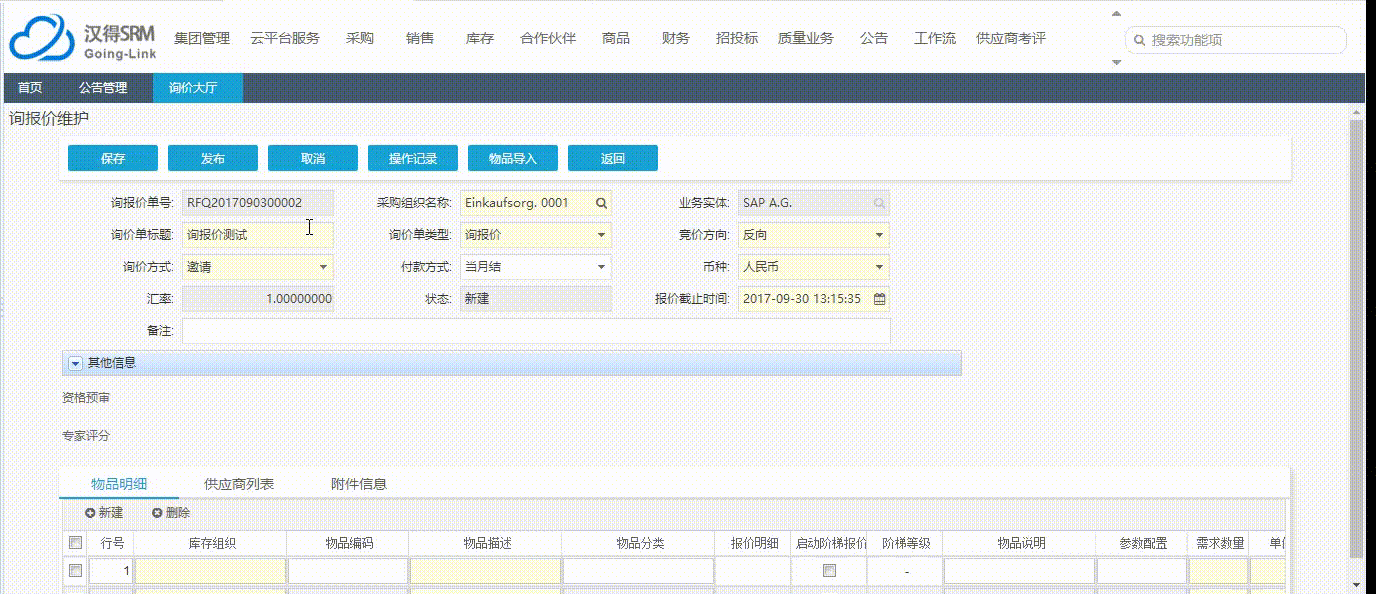 汉得SRM
Going-Link
集团管理 云平台服务 采购 销售 库存 合作伙伴 商品 财务 招投标 质量业务 公告 工作流 供应商考评
搜索功能项
首页 公告管理 询价大厅
询报价维护
保存 发布 取消 操作记录 物品导入 返回
询报价单号: RFQ2017090300002 采购组织名称: Einkaufsorg. 0001 业务实体: SAP A.G.
询价单标题: 询报价测试 询价单类型: 询报价 竞价方向: 反向
询价方式: 邀请 付款方式: 当月结 币种: 人民币
汇率: 1.00000000 状态: 新建 报价截止时间: 2017-09-30 13:15:35
备注:
其他信息
资格预审
专家评分
物品明细 供应商列表 附件信息
新建 删除
行号 库存组织 物品编码 物品描述 物品分类 报价明细 启动阶梯报价 阶梯等级 物品说明 参数配置 需求数量 单
1 -